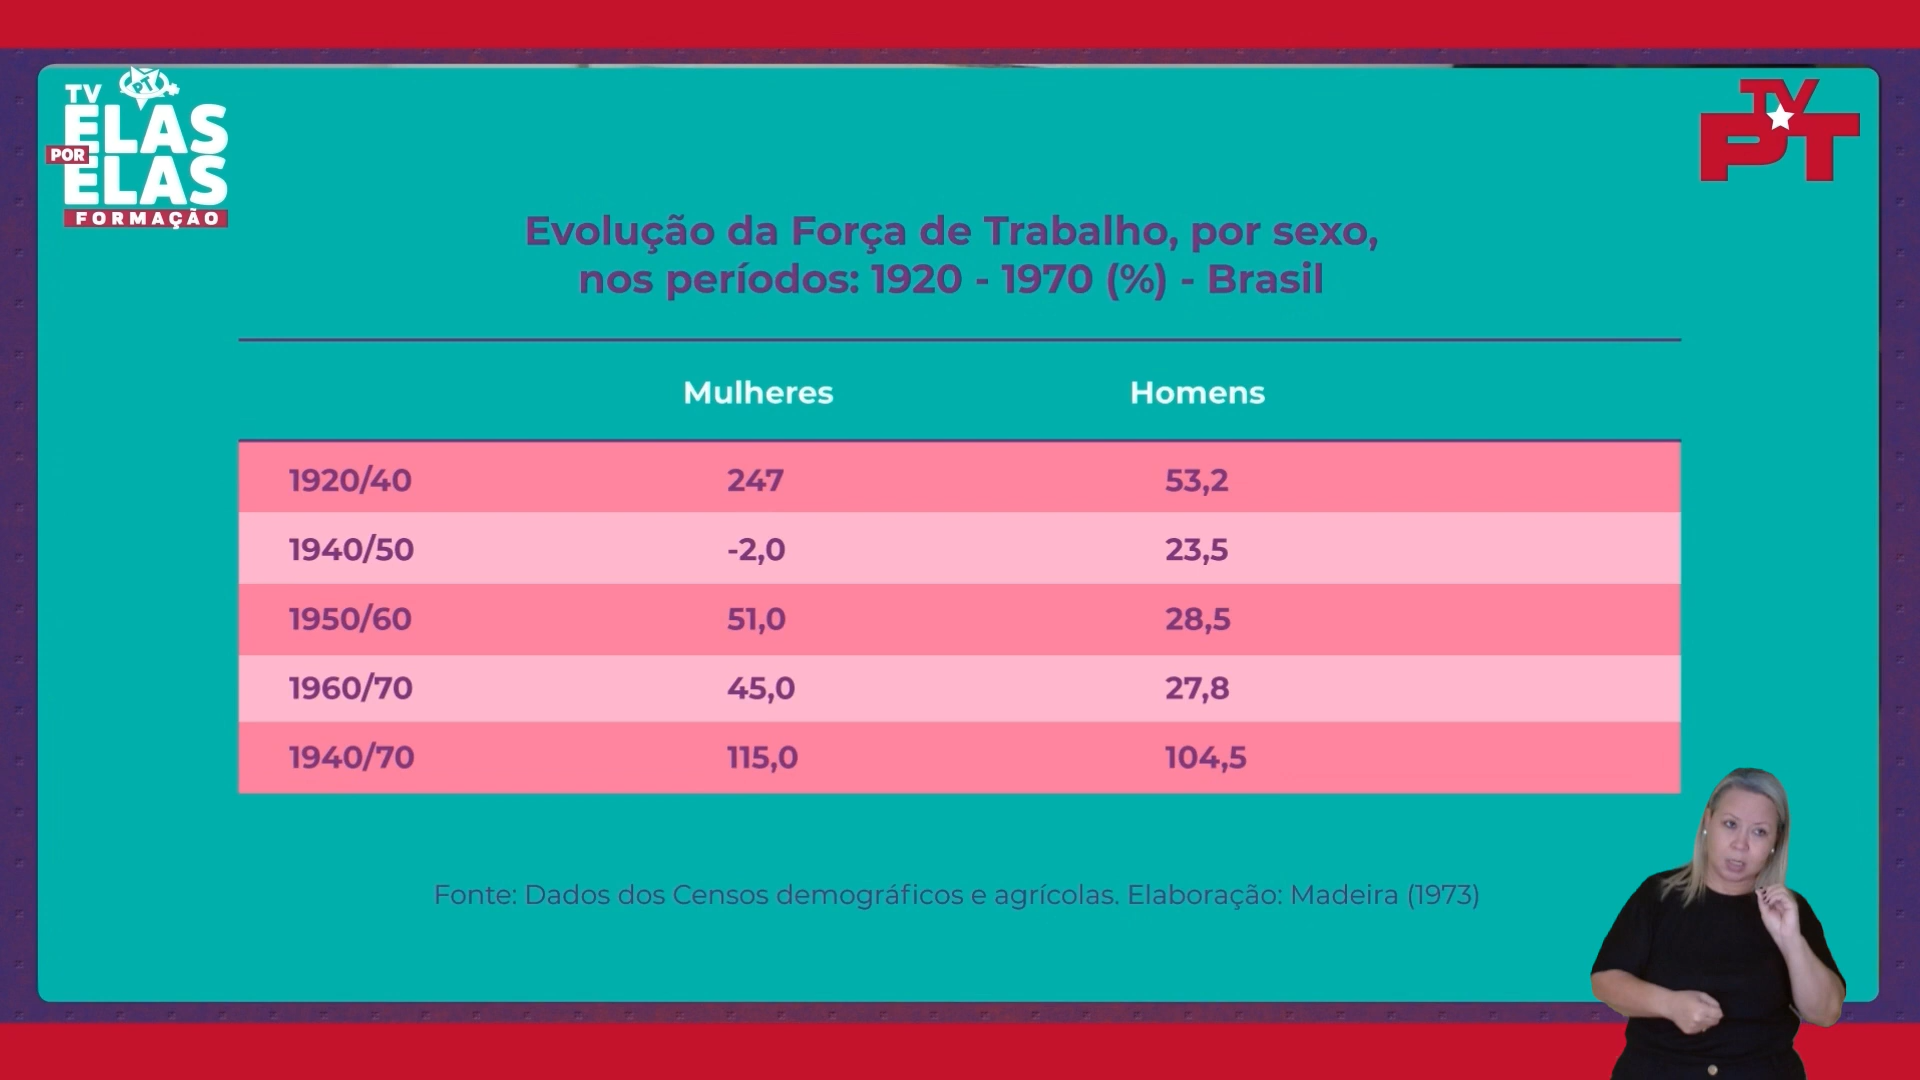 TV
PT
ELAS
POR
ELAS
FORMAÇÃO
TV
PT
Evolução da Força de Trabalho, por sexo,
nos períodos: 1920 - 1970 (%) - Brasil
Mulheres Homens
1920/40 247 53,2
1940/50 -2,0 23,5
1950/60 51,0 28,5
1960/70 45,0 27,8
1940/70 115,0 104,5
Fonte: Dados dos Censos demográficos e agrícolas. Elaboração: Madeira (1973)